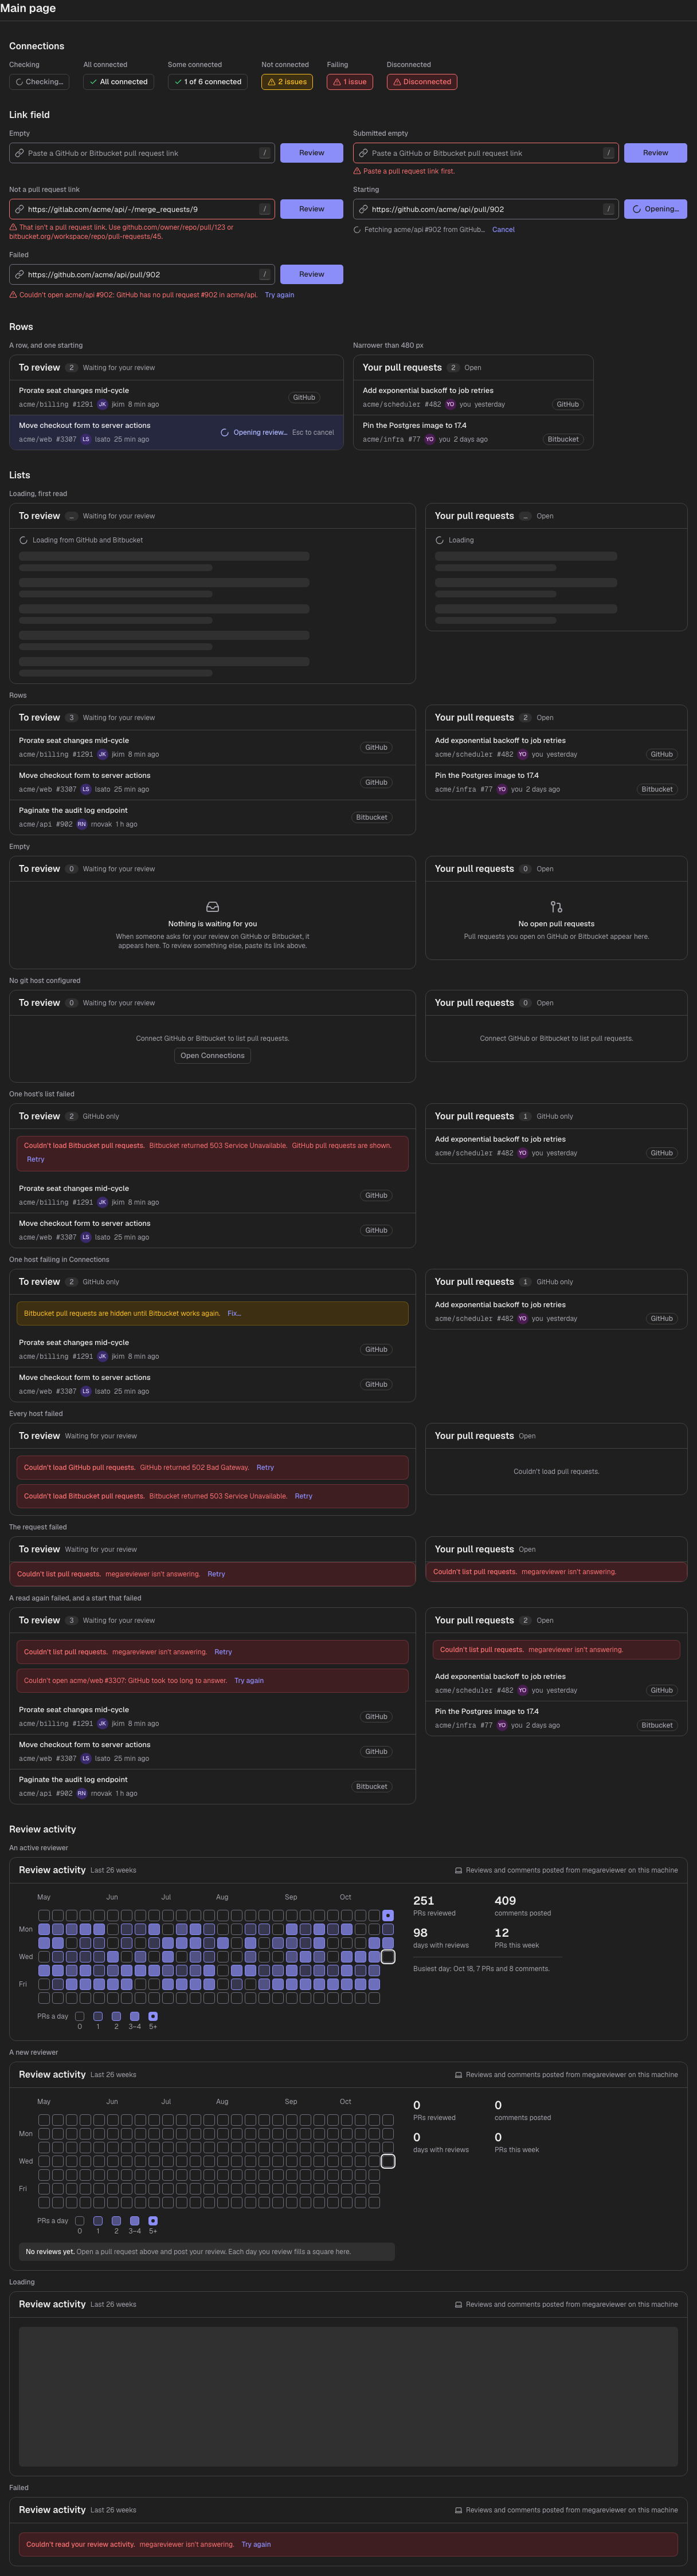 Main page
Connections
Checking
All connected
Some connected
Not connected
Failing
Disconnected
Checking...
All connected
1 of 6 connected
2 issues
1 issue
Disconnected
Link field
Empty
Submitted empty
Paste a GitHub or Bitbucket pull request link
/
Review
Paste a GitHub or Bitbucket pull request link
/
Review
Paste a pull request link first.
Not a pull request link
Starting
https://gitlab.com/acme/api/-/merge_requests/9
/
Review
https://github.com/acme/api/pull/902
/
Opening...
That isn't a pull request link. Use github.com/owner/repo/pull/123 or
bitbucket.org/workspace/repo/pull-requests/45.
Fetching acme/api #902 from GitHub... Cancel
Failed
https://github.com/acme/api/pull/902
/
Review
Couldn't open acme/api #902: GitHub has no pull request #902 in acme/api. Try again
Rows
A row, and one starting
Narrower than 480 px
To review 2 Waiting for your review
Prorate seat changes mid-cycle
acme/billing #1291 JK jkim 8 min ago
GitHub
Move checkout form to server actions
acme/web #3307 LS lsato 25 min ago
Opening review... Esc to cancel
Your pull requests 2 Open
Add exponential backoff to job retries
acme/scheduler #482 YO you yesterday
GitHub
Pin the Postgres image to 17.4
acme/infra #77 YO you 2 days ago
Bitbucket
Lists
Loading, first read
To review ... Waiting for your review
Loading from GitHub and Bitbucket
Your pull requests ... Open
Loading
Rows
To review 3 Waiting for your review
Prorate seat changes mid-cycle
acme/billing #1291 JK jkim 8 min ago
GitHub
Move checkout form to server actions
acme/web #3307 LS lsato 25 min ago
GitHub
Paginate the audit log endpoint
acme/api #902 RN rnovak 1 h ago
Bitbucket
Your pull requests 2 Open
Add exponential backoff to job retries
acme/scheduler #482 YO you yesterday
GitHub
Pin the Postgres image to 17.4
acme/infra #77 YO you 2 days ago
Bitbucket
Empty
To review 0 Waiting for your review
Nothing is waiting for you
When someone asks for your review on GitHub or Bitbucket, it
appears here. To review something else, paste its link above.
Your pull requests 0 Open
No open pull requests
Pull requests you open on GitHub or Bitbucket appear here.
No git host configured
To review 0 Waiting for your review
Connect GitHub or Bitbucket to list pull requests.
Open Connections
Your pull requests 0 Open
Connect GitHub or Bitbucket to list pull requests.
One host's list failed
To review 2 GitHub only
Couldn't load Bitbucket pull requests. Bitbucket returned 503 Service Unavailable. GitHub pull requests are shown.
Retry
Prorate seat changes mid-cycle
acme/billing #1291 JK jkim 8 min ago
GitHub
Move checkout form to server actions
acme/web #3307 LS lsato 25 min ago
GitHub
Your pull requests 1 GitHub only
Add exponential backoff to job retries
acme/scheduler #482 YO you yesterday
GitHub
One host failing in Connections
To review 2 GitHub only
Bitbucket pull requests are hidden until Bitbucket works again. Fix...
Prorate seat changes mid-cycle
acme/billing #1291 JK jkim 8 min ago
GitHub
Move checkout form to server actions
acme/web #3307 LS lsato 25 min ago
GitHub
Your pull requests 1 GitHub only
Add exponential backoff to job retries
acme/scheduler #482 YO you yesterday
GitHub
Every host failed
To review Waiting for your review
Couldn't load GitHub pull requests. GitHub returned 502 Bad Gateway. Retry
Couldn't load Bitbucket pull requests. Bitbucket returned 503 Service Unavailable. Retry
Your pull requests Open
Couldn't load pull requests.
The request failed
To review Waiting for your review
Couldn't list pull requests. megareviewer isn't answering. Retry
Your pull requests Open
Couldn't list pull requests. megareviewer isn't answering.
A read again failed, and a start that failed
To review 3 Waiting for your review
Couldn't list pull requests. megareviewer isn't answering. Retry
Couldn't open acme/web #3307: GitHub took too long to answer. Try again
Prorate seat changes mid-cycle
acme/billing #1291 JK jkim 8 min ago
GitHub
Move checkout form to server actions
acme/web #3307 LS lsato 25 min ago
GitHub
Paginate the audit log endpoint
acme/api #902 RN rnovak 1 h ago
Bitbucket
Your pull requests 2 Open
Couldn't list pull requests. megareviewer isn't answering.
Add exponential backoff to job retries
acme/scheduler #482 YO you yesterday
GitHub
Pin the Postgres image to 17.4
acme/infra #77 YO you 2 days ago
Bitbucket
Review activity
An active reviewer
Review activity Last 26 weeks
Reviews and comments posted from megareviewer on this machine
May Jun Jul Aug Sep Oct
Mon
Wed
Fri
PRs a day
0 1 2 3–4 5+
251
PRs reviewed
409
comments posted
98
days with reviews
12
PRs this week
Busiest day: Oct 18, 7 PRs and 8 comments.
A new reviewer
Review activity Last 26 weeks
Reviews and comments posted from megareviewer on this machine
May Jun Jul Aug Sep Oct
Mon
Wed
Fri
PRs a day
0 1 2 3–4 5+
0
PRs reviewed
0
comments posted
0
days with reviews
0
PRs this week
No reviews yet. Open a pull request above and post your review. Each day you review fills a square here.
Loading
Review activity Last 26 weeks
Reviews and comments posted from megareviewer on this machine
Failed
Review activity Last 26 weeks
Reviews and comments posted from megareviewer on this machine
Couldn't read your review activity. megareviewer isn't answering. Try again